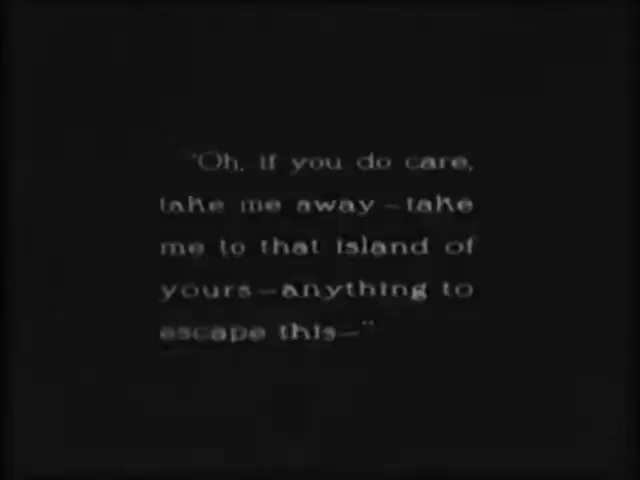 "Oh, if you do care,
take me away—take
me to that island of
yours—anything to
escape this—"